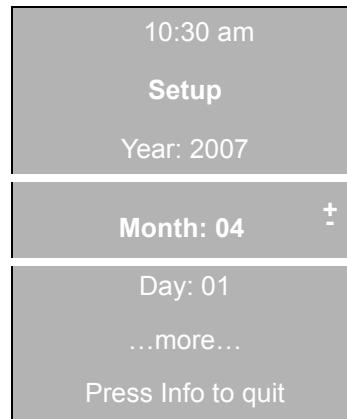 10:30 am
Setup
Year: 2007
Month: 04 +
-
Day: 01
…more…
Press Info to quit